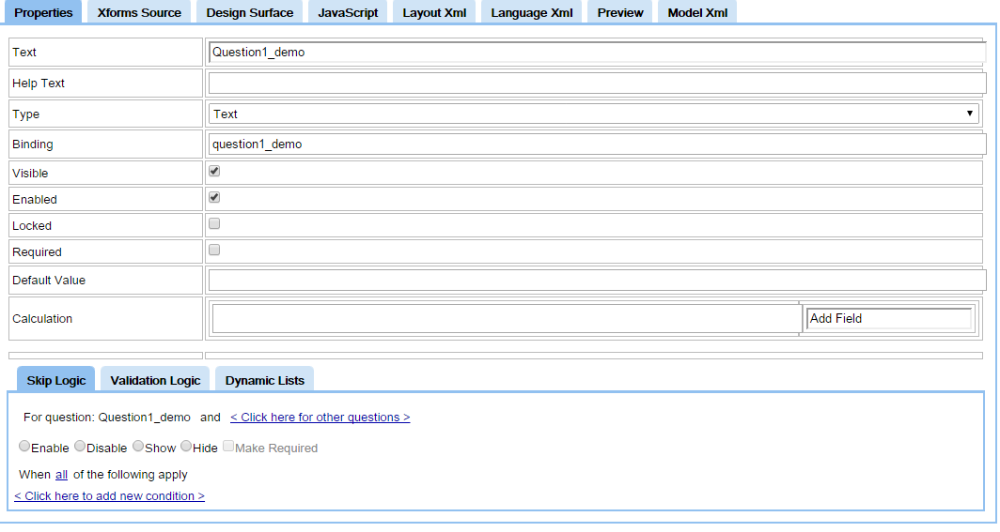 Properties Xforms Source Design Surface JavaScript Layout Xml Language Xml Preview Model Xml
Text Question1_demo
Help Text
Type Text
Binding question1_demo
Visible
Enabled
Locked
Required
Default Value
Calculation Add Field
Skip Logic Validation Logic Dynamic Lists
For question: Question1_demo and < Click here for other questions >
Enable Disable Show Hide Make Required
When all of the following apply
< Click here to add new condition >